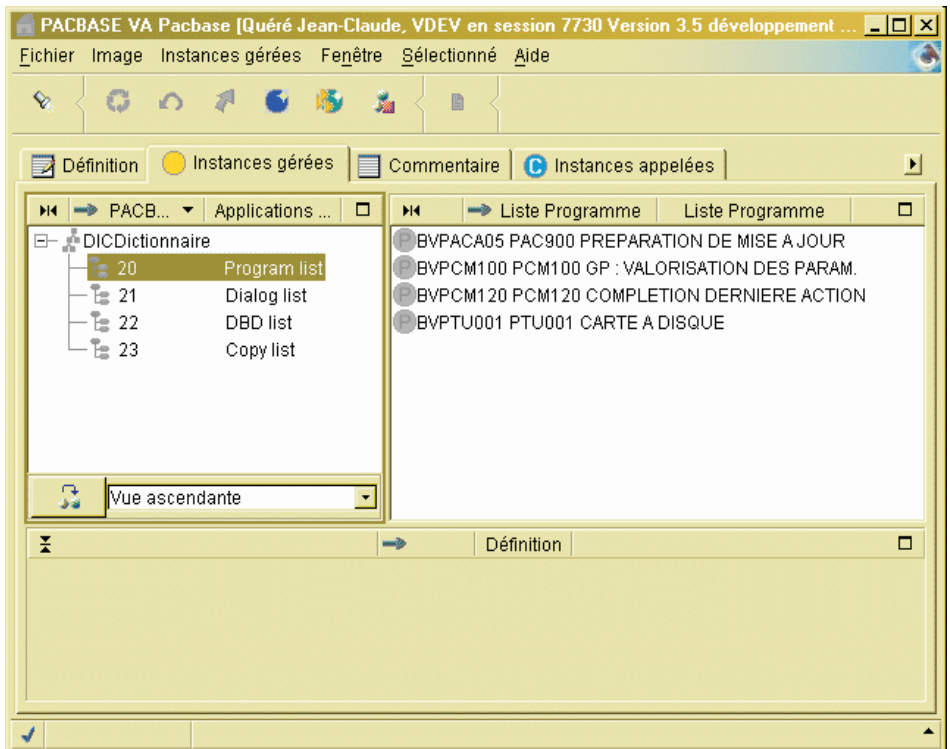 PACBASE VA Pacbase [Quéré Jean-Claude, VDEV en session 7730 Version 3.5 développement ...
Fichier Image Instances gérées Fenêtre Sélectionné Aide
Définition Instances gérées Commentaire C Instances appelées
PACB... Applications ... Liste Programme Liste Programme
DICDictionnaire
20 Program list
21 Dialog list
22 DBD list
23 Copy list
P BVPACA05 PAC900 PREPARATION DE MISE A JOUR
P BVPCM100 PCM100 GP : VALORISATION DES PARAM.
P BVPCM120 PCM120 COMPLETION DERNIERE ACTION
P BVPTU001 PTU001 CARTE A DISQUE
Vue ascendante
Définition